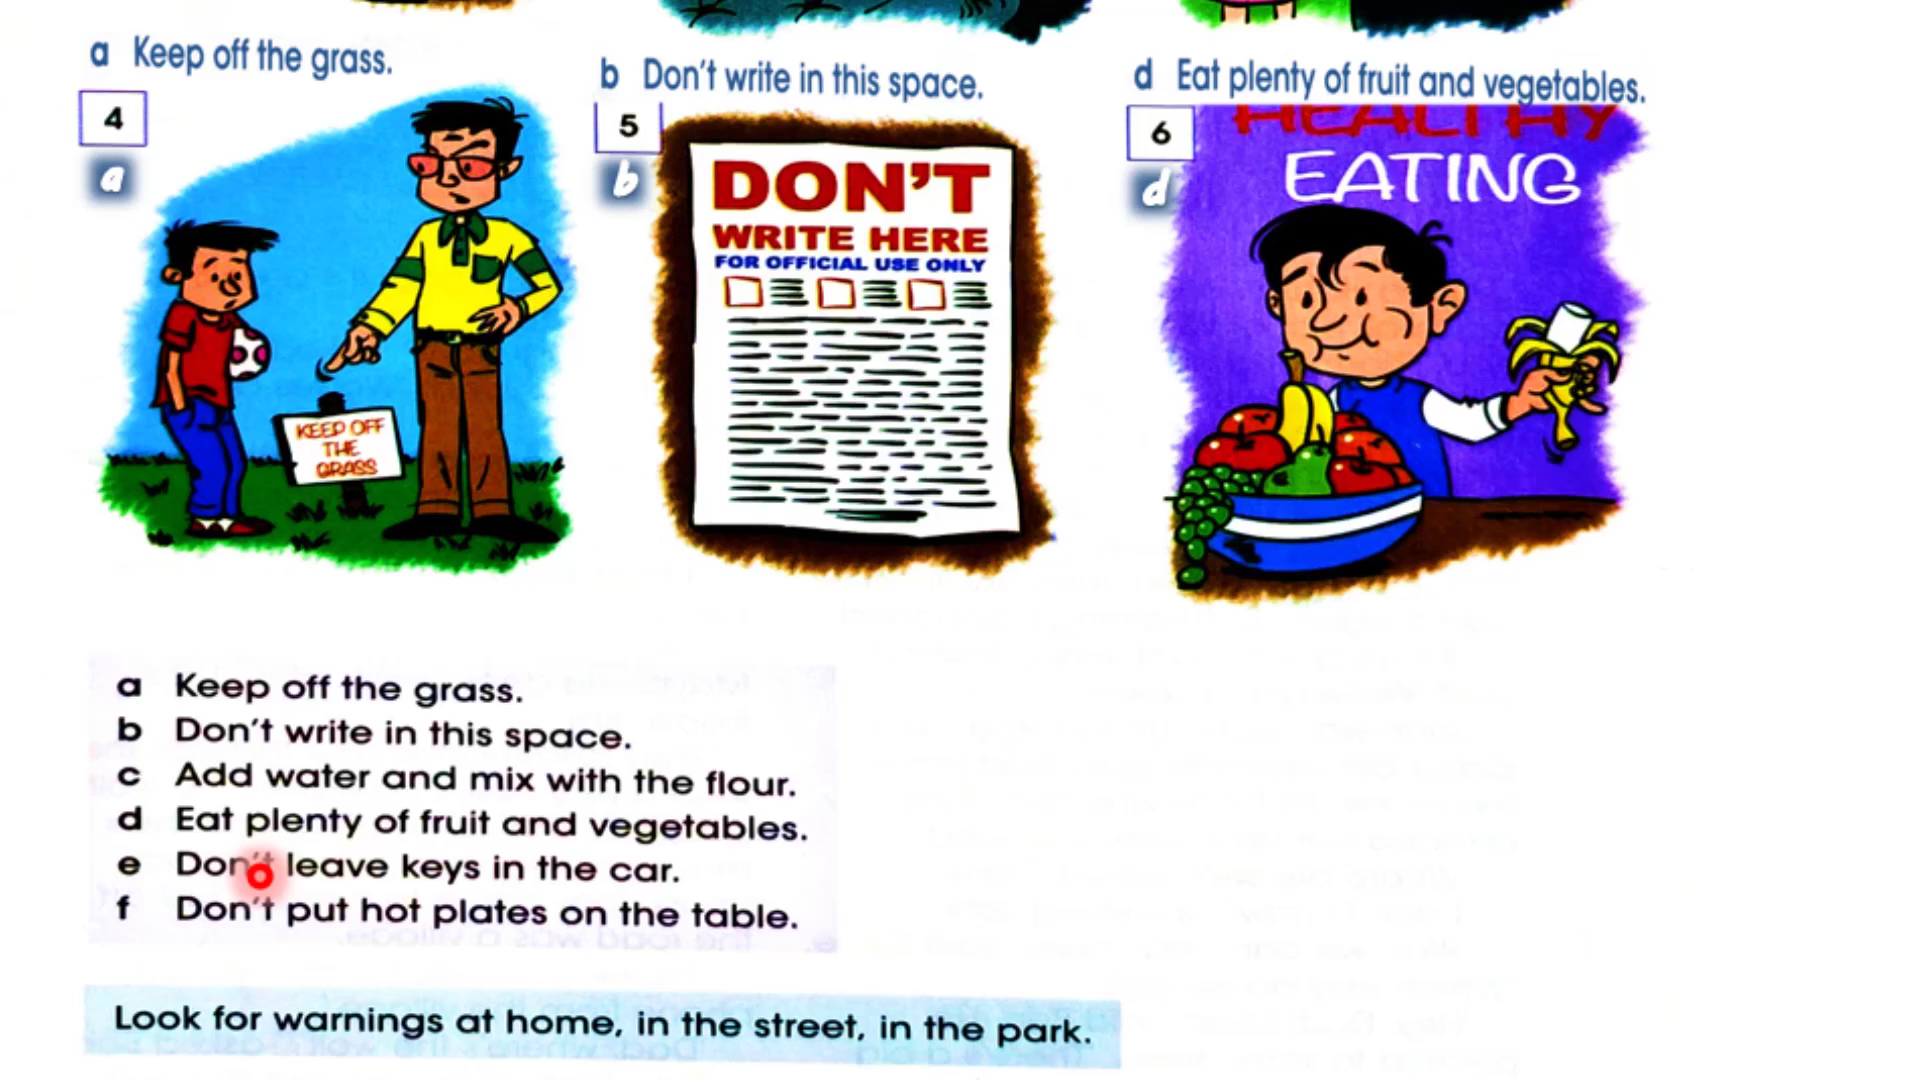 a Keep off the grass.
b Don't write in this space.
d Eat plenty of fruit and vegetables.
4
a
5
b
6
d
KEEP OFF
THE
GRASS
DON'T
WRITE HERE
FOR OFFICIAL USE ONLY
HEALTHY
EATING
a Keep off the grass.
b Don't write in this space.
c Add water and mix with the flour.
d Eat plenty of fruit and vegetables.
e Don't leave keys in the car.
f Don't put hot plates on the table.
Look for warnings at home, in the street, in the park.